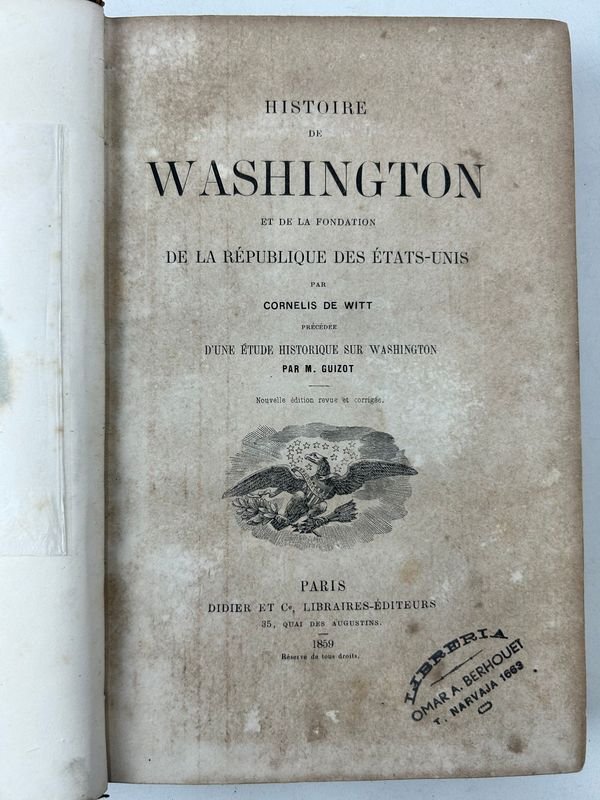 HISTOIRE
DE
WASHINGTON
ET DE LA FONDATION
DE LA RÉPUBLIQUE DES ÉTATS-UNIS
PAR
CORNELIS DE WITT
PRÉCÉDÉE
D'UNE ÉTUDE HISTORIQUE SUR WASHINGTON
PAR M. GUIZOT
Nouvelle édition revue et corrigée.
PARIS
DIDIER ET Cᵉ, LIBRAIRES-ÉDITEURS
35, QUAI DES AUGUSTINS.
1859
Réserve de tous droits.
LIBRERIA
OMAR A. BERHOUET
T. NARVAJA 1663